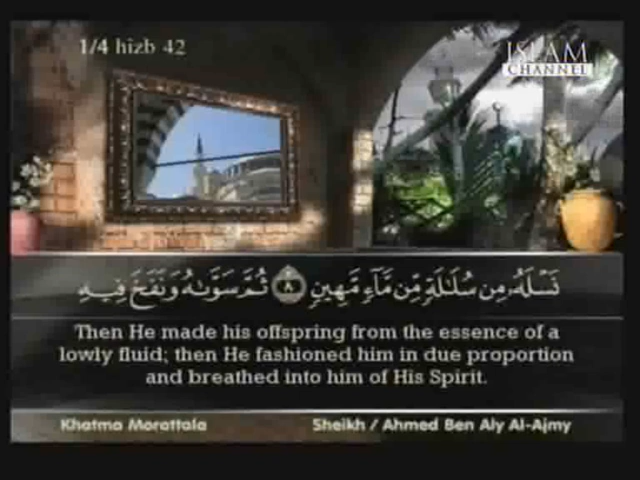 1/4 hizb 42
ISLAM
CHANNEL
نَسْلَهُۥ مِن سُلَـٰلَةٍ مِّن مَّآءٍ مَّهِينٍ ٨ ثُمَّ سَوَّىٰهُ وَنَفَخَ فِيهِ
Then He made his offspring from the essence of a
lowly fluid; then He fashioned him in due proportion
and breathed into him of His Spirit.
Khatma Morattala
Sheikh / Ahmed Ben Aly Al-Ajmy